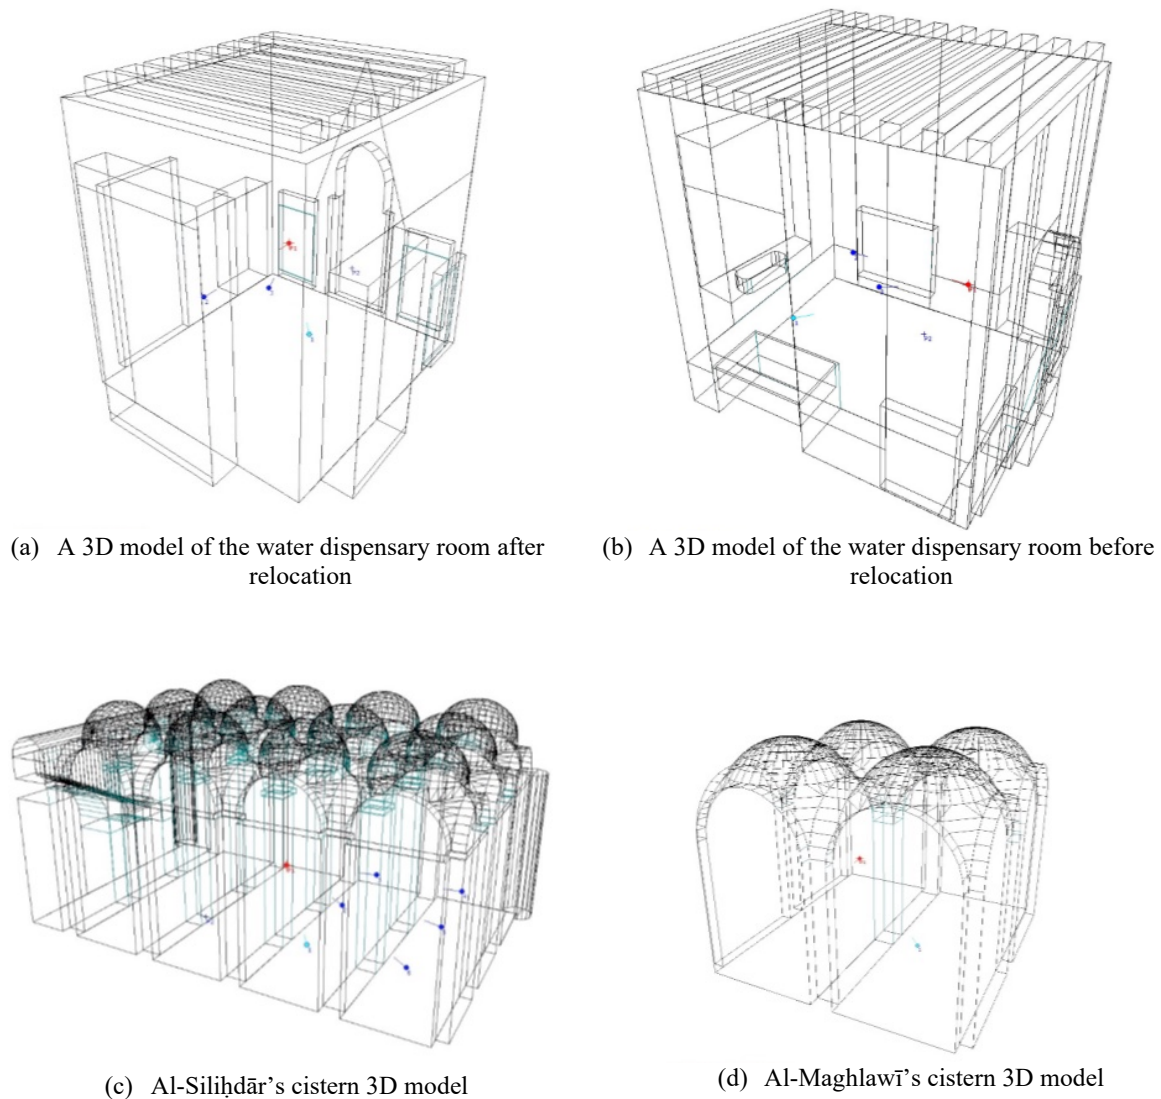 (a) A 3D model of the water dispensary room after
relocation
(b) A 3D model of the water dispensary room before
relocation
(c) Al-Siliḥdār’s cistern 3D model
(d) Al-Maghlawī’s cistern 3D model